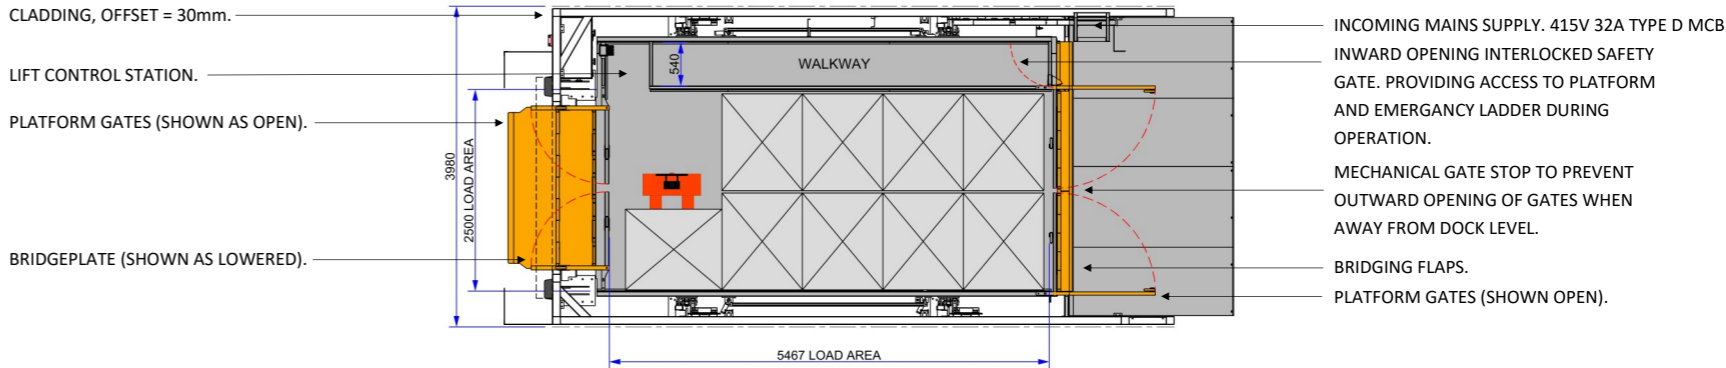 CLADDING, OFFSET = 30mm.
LIFT CONTROL STATION.
PLATFORM GATES (SHOWN AS OPEN).
BRIDGEPLATE (SHOWN AS LOWERED).
3980
2500 LOAD AREA
540
WALKWAY
5467 LOAD AREA
INCOMING MAINS SUPPLY. 415V 32A TYPE D MCB
INWARD OPENING INTERLOCKED SAFETY
GATE. PROVIDING ACCESS TO PLATFORM
AND EMERGANCY LADDER DURING
OPERATION.
MECHANICAL GATE STOP TO PREVENT
OUTWARD OPENING OF GATES WHEN
AWAY FROM DOCK LEVEL.
BRIDGING FLAPS.
PLATFORM GATES (SHOWN OPEN).